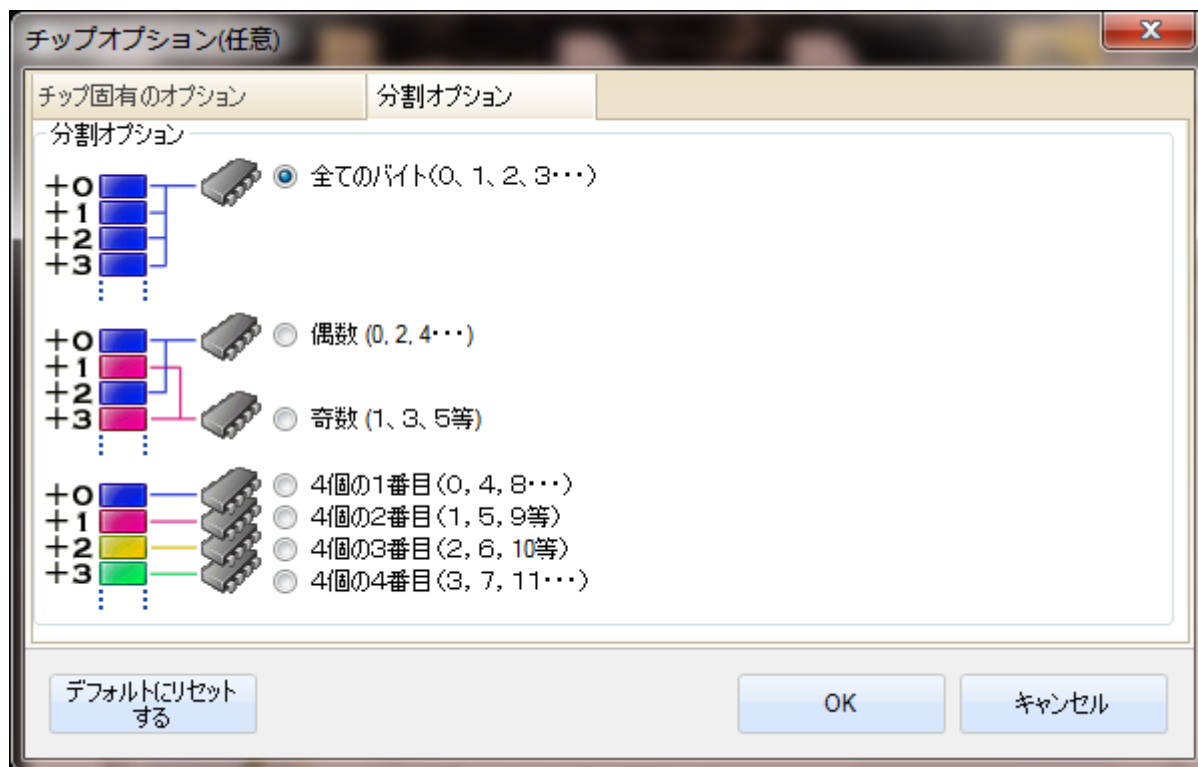 チップオプション(任意)
チップ固有のオプション
分割オプション
分割オプション
+0
+1
+2
+3
全てのバイト(0、1、2、3・・・)
+0
+1
+2
+3
偶数 (0, 2, 4・・・)
奇数 (1、3、5等)
+0
+1
+2
+3
4個の1番目(0, 4, 8・・・)
4個の2番目(1, 5, 9等)
4個の3番目(2, 6, 10等)
4個の4番目(3, 7, 11・・・)
デフォルトにリセット
する
OK
キャンセル